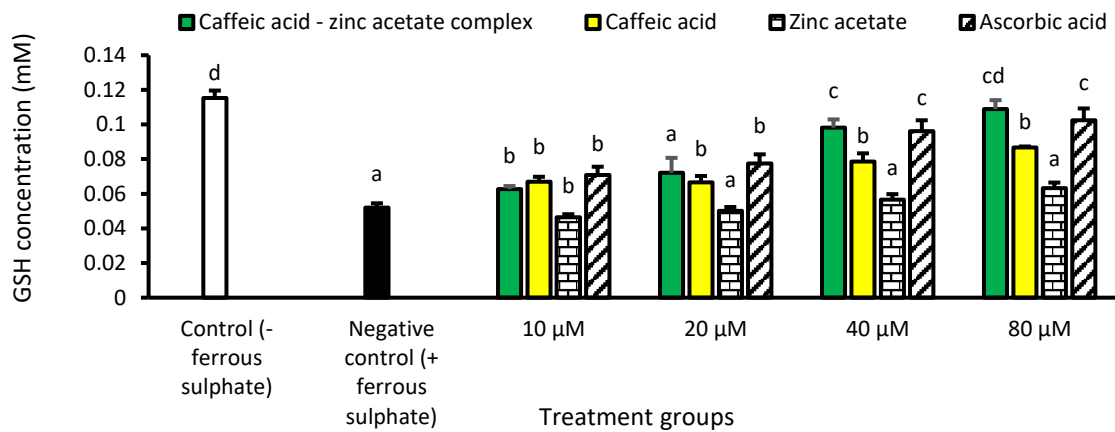 Caffeic acid - zinc acetate complex Caffeic acid Zinc acetate Ascorbic acid
GSH concentration (mM)
0.14
0.12
0.1
0.08
0.06
0.04
0.02
0
d
a
b b b b
a b a b
c b a c
cd b a c
Control (-
ferrous
sulphate)
Negative
control (+
ferrous
sulphate)
10 µM
20 µM
40 µM
80 µM
Treatment groups